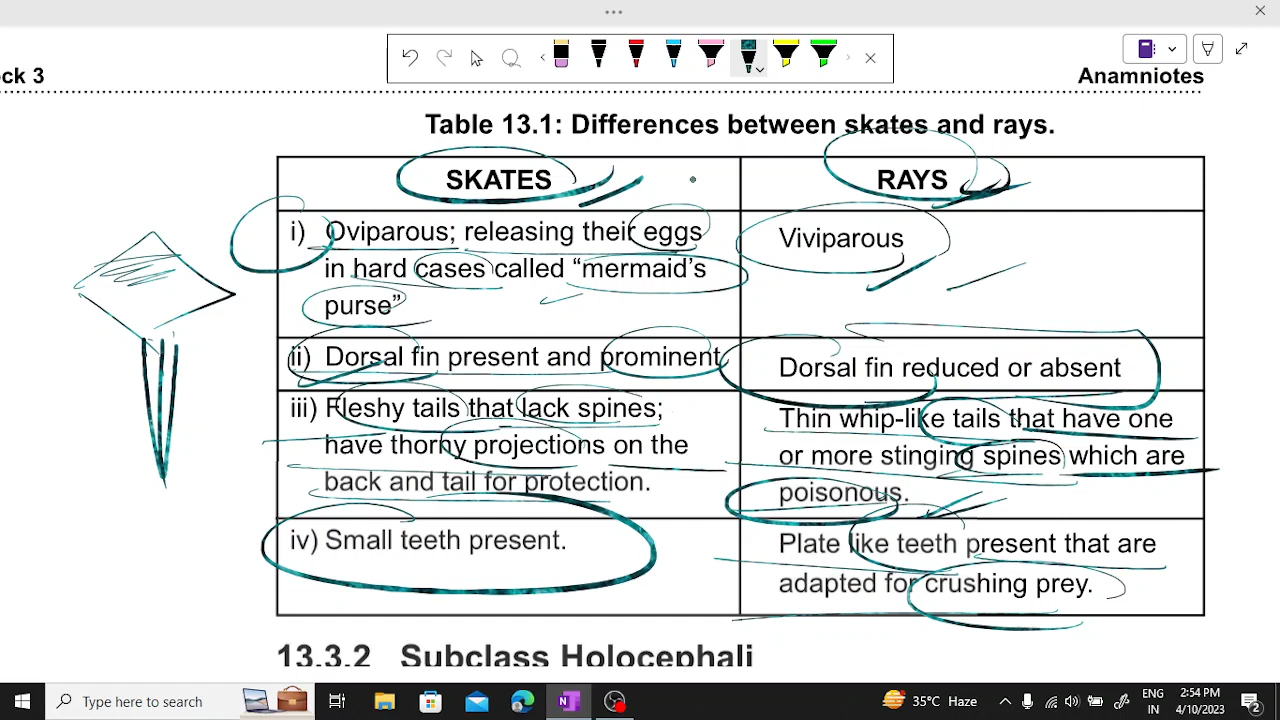 ock 3
Anamniotes
Table 13.1: Differences between skates and rays.
SKATES
RAYS
i) Oviparous; releasing their eggs
in hard cases called “mermaid’s
purse”
Viviparous
ii) Dorsal fin present and prominent
Dorsal fin reduced or absent
iii) Fleshy tails that lack spines;
have thorny projections on the
back and tail for protection.
Thin whip-like tails that have one
or more stinging spines which are
poisonous.
iv) Small teeth present.
Plate like teeth present that are
adapted for crushing prey.
13.3.2 Subclass Holocephali
Type here to search
35°C Haze
ENG
IN
2:54 PM
4/10/2023
2